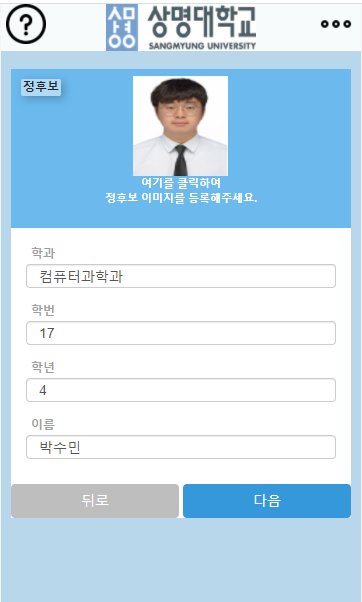 ?
상명
상명대학교
SANGMYUNG UNIVERSITY
정후보
여기를 클릭하여
정후보 이미지를 등록해주세요.
학과
컴퓨터과학과
학번
17
학년
4
이름
박수민
뒤로
다음